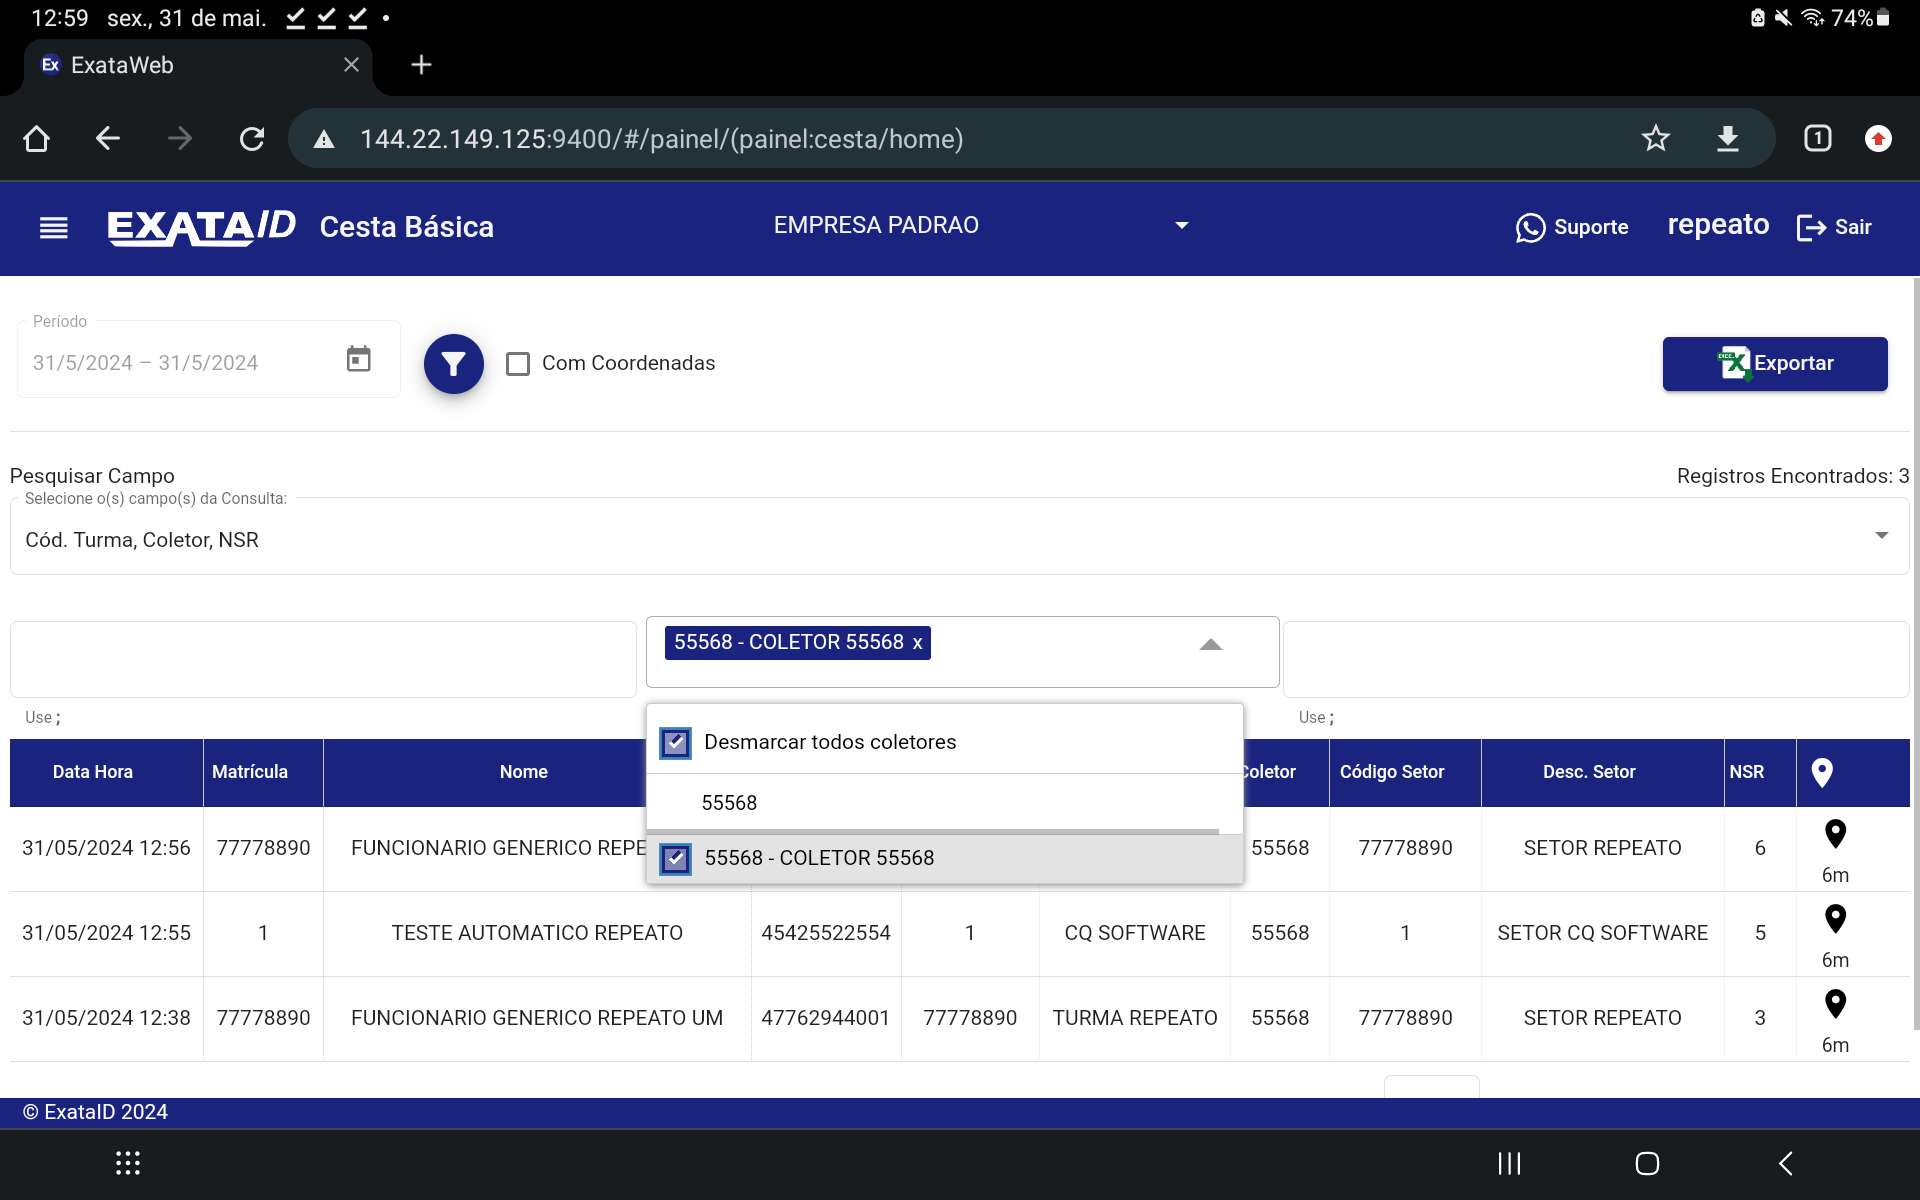 12:59 sex., 31 de mai. 74%
Ex ExataWeb
144.22.149.125:9400/#/painel/(painel:cesta/home) 1
EXATAID Cesta Básica EMPRESA PADRAO Suporte repeato Sair
Período
31/5/2024 – 31/5/2024 Com Coordenadas Exportar
Pesquisar Campo Registros Encontrados: 3
Selecione o(s) campo(s) da Consulta:
Cód. Turma, Coletor, NSR
55568 - COLETOR 55568 x
Use ; Use ;
Desmarcar todos coletores
55568
55568 - COLETOR 55568
Data Hora Matrícula Nome Coletor Código Setor Desc. Setor NSR
31/05/2024 12:56 77778890 FUNCIONARIO GENERICO REPE 55568 77778890 SETOR REPEATO 6
6m
31/05/2024 12:55 1 TESTE AUTOMATICO REPEATO 45425522554 1 CQ SOFTWARE 55568 1 SETOR CQ SOFTWARE 5
6m
31/05/2024 12:38 77778890 FUNCIONARIO GENERICO REPEATO UM 47762944001 77778890 TURMA REPEATO 55568 77778890 SETOR REPEATO 3
6m
© ExataID 2024